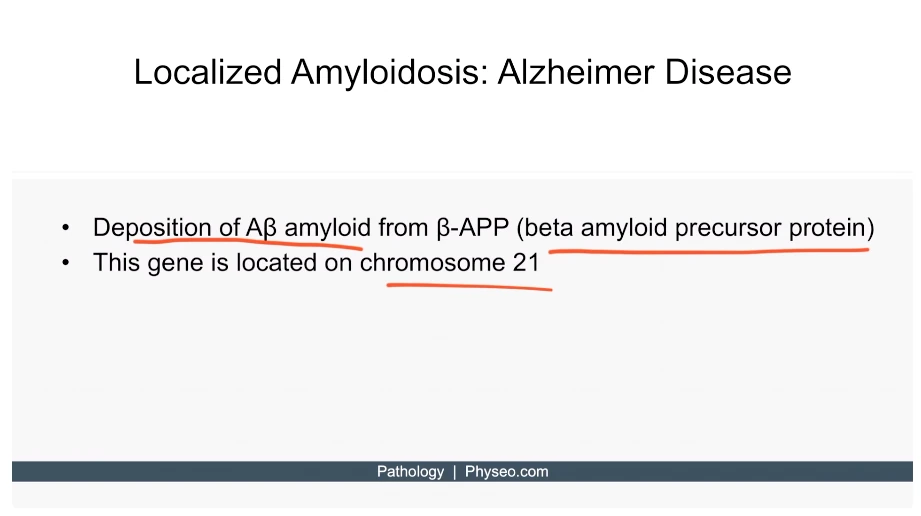 Localized Amyloidosis: Alzheimer Disease
• Deposition of Aβ amyloid from β-APP (beta amyloid precursor protein)
• This gene is located on chromosome 21
Pathology | Physeo.com